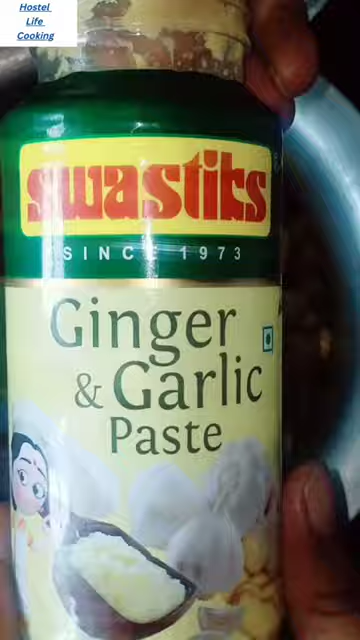 Hostel
Life
Cooking
swastiks
SINCE 1973
Ginger
& Garlic
Paste